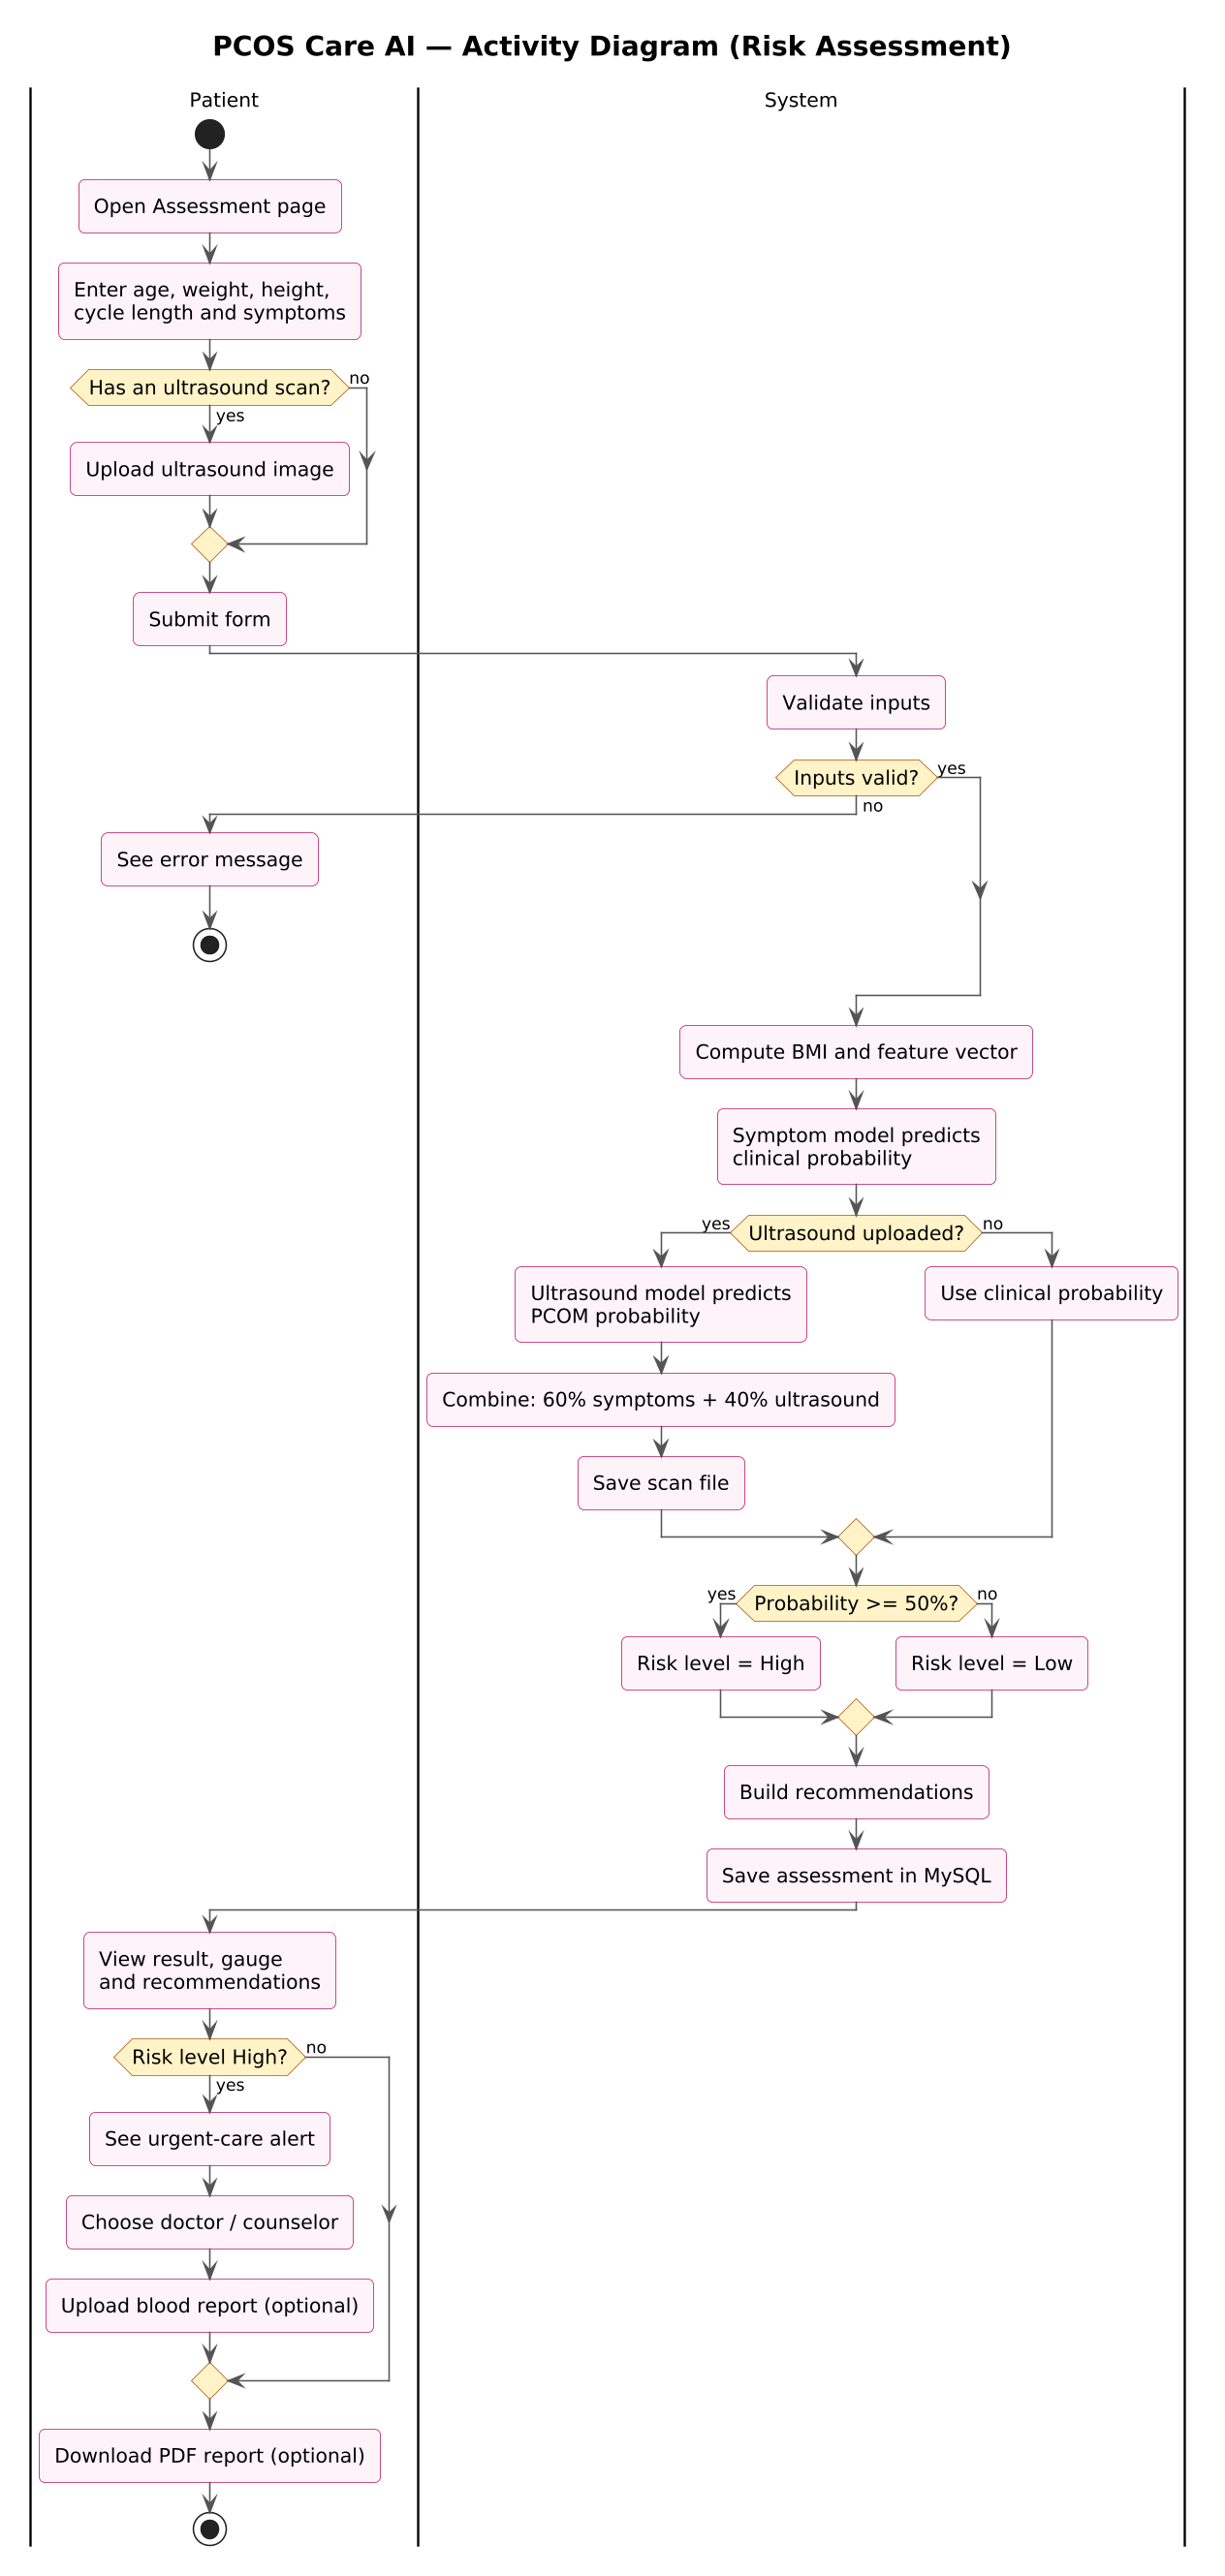 PCOS Care AI — Activity Diagram (Risk Assessment)
Patient
System
Open Assessment page
Enter age, weight, height,
cycle length and symptoms
Has an ultrasound scan?
no
yes
Upload ultrasound image
Submit form
Validate inputs
Inputs valid?
yes
no
See error message
Compute BMI and feature vector
Symptom model predicts
clinical probability
yes
Ultrasound uploaded?
no
Ultrasound model predicts
PCOM probability
Use clinical probability
Combine: 60% symptoms + 40% ultrasound
Save scan file
yes
Probability >= 50%?
no
Risk level = High
Risk level = Low
Build recommendations
Save assessment in MySQL
View result, gauge
and recommendations
Risk level High?
no
yes
See urgent-care alert
Choose doctor / counselor
Upload blood report (optional)
Download PDF report (optional)